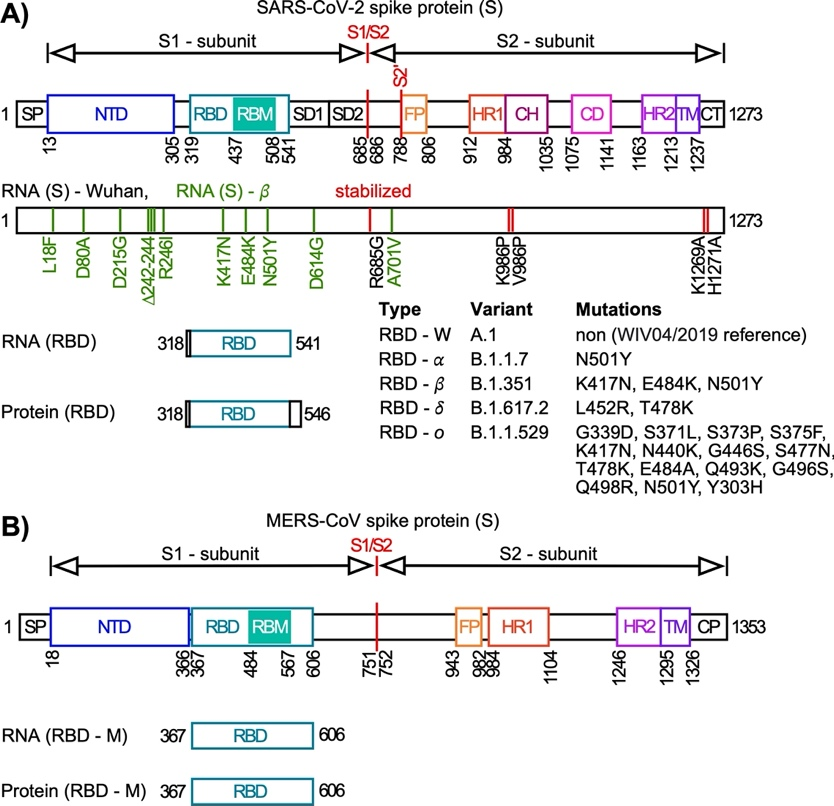 A)
SARS-CoV-2 spike protein (S)
S1/S2
S1 - subunit
S2 - subunit
S2'
1 SP NTD RBD RBM SD1 SD2 FP HR1 CH CD HR2 TM CT 1273
13 305 319 437 508 541 685 686 788 806 912 984 1035 1075 1141 1163 1213 1237
RNA (S) - Wuhan, RNA (S) - β stabilized
1 1273
L18F D80A D215G Δ242-244 R246I K417N E484K N501Y D614G R685G A701V K986P V986P K1269A H1271A
Type Variant Mutations
RNA (RBD) 318 RBD 541
RBD - W A.1 non (WIV04/2019 reference)
RBD - α B.1.1.7 N501Y
RBD - β B.1.351 K417N, E484K, N501Y
Protein (RBD) 318 RBD 546
RBD - δ B.1.617.2 L452R, T478K
RBD - o B.1.1.529 G339D, S371L, S373P, S375F,
K417N, N440K, G446S, S477N,
T478K, E484A, Q493K, G496S,
Q498R, N501Y, Y303H
B)
MERS-CoV spike protein (S)
S1/S2
S1 - subunit
S2 - subunit
1 SP NTD RBD RBM FP HR1 HR2 TM CP 1353
18 366 367 484 567 606 751 752 943 982 984 1104 1246 1295 1326
RNA (RBD - M) 367 RBD 606
Protein (RBD - M) 367 RBD 606